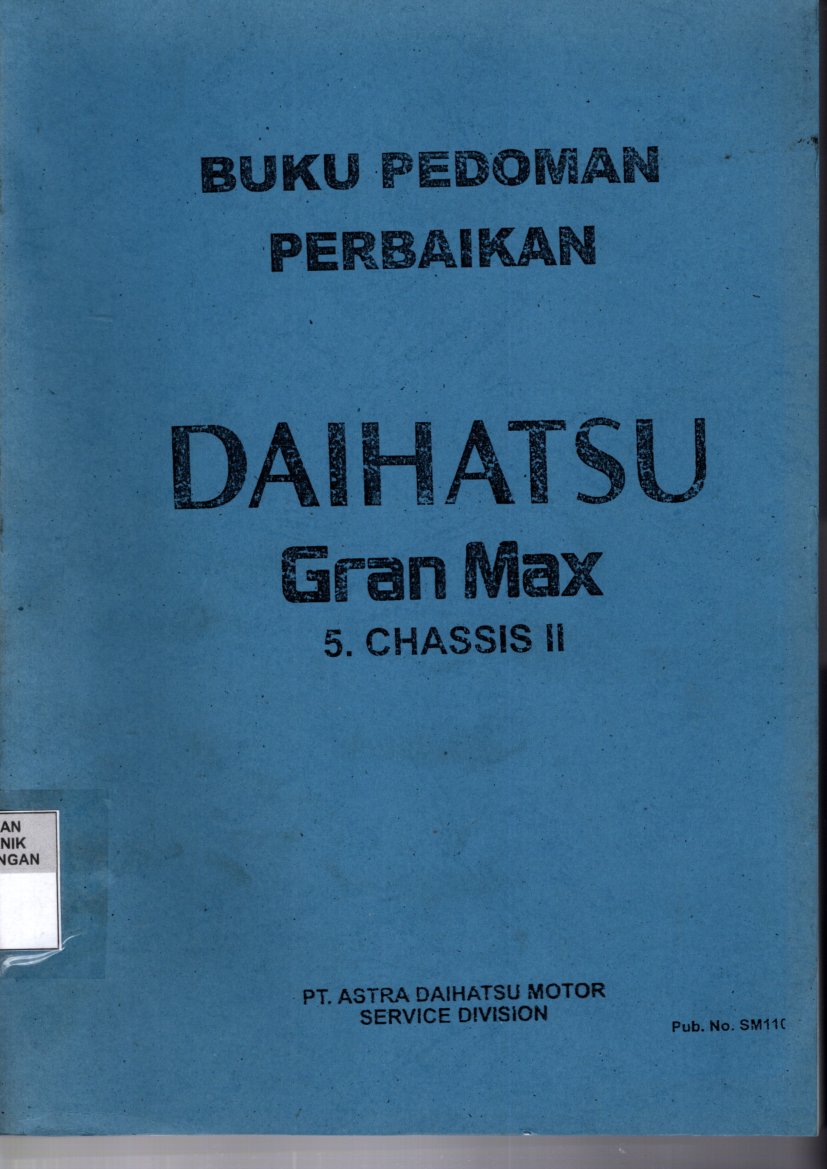 BUKU PEDOMAN
PERBAIKAN
DAIHATSU
Gran Max
5. CHASSIS II
AN
NIK
NGAN
PT. ASTRA DAIHATSU MOTOR
SERVICE DIVISION
Pub. No. SM110